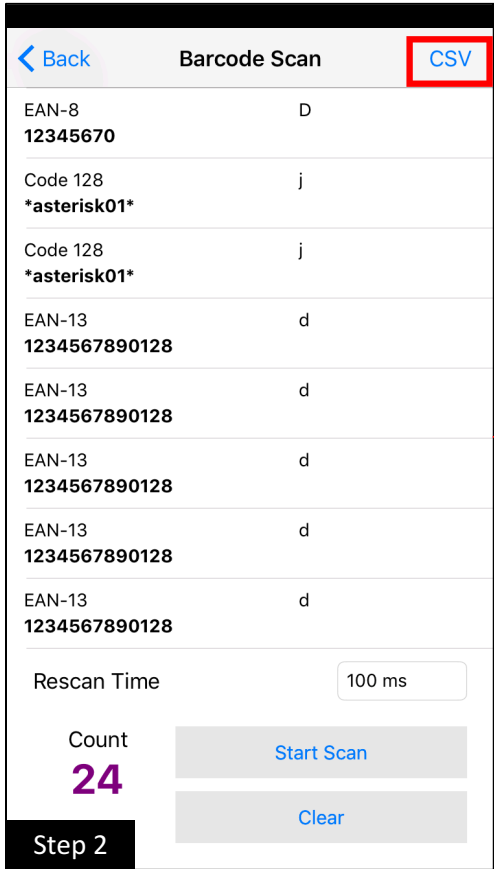 Back Barcode Scan CSV
EAN-8 D
12345670
Code 128 j
*asterisk01*
Code 128 j
*asterisk01*
EAN-13 d
1234567890128
EAN-13 d
1234567890128
EAN-13 d
1234567890128
EAN-13 d
1234567890128
EAN-13 d
1234567890128
Rescan Time 100 ms
Count
24
Start Scan
Clear
Step 2